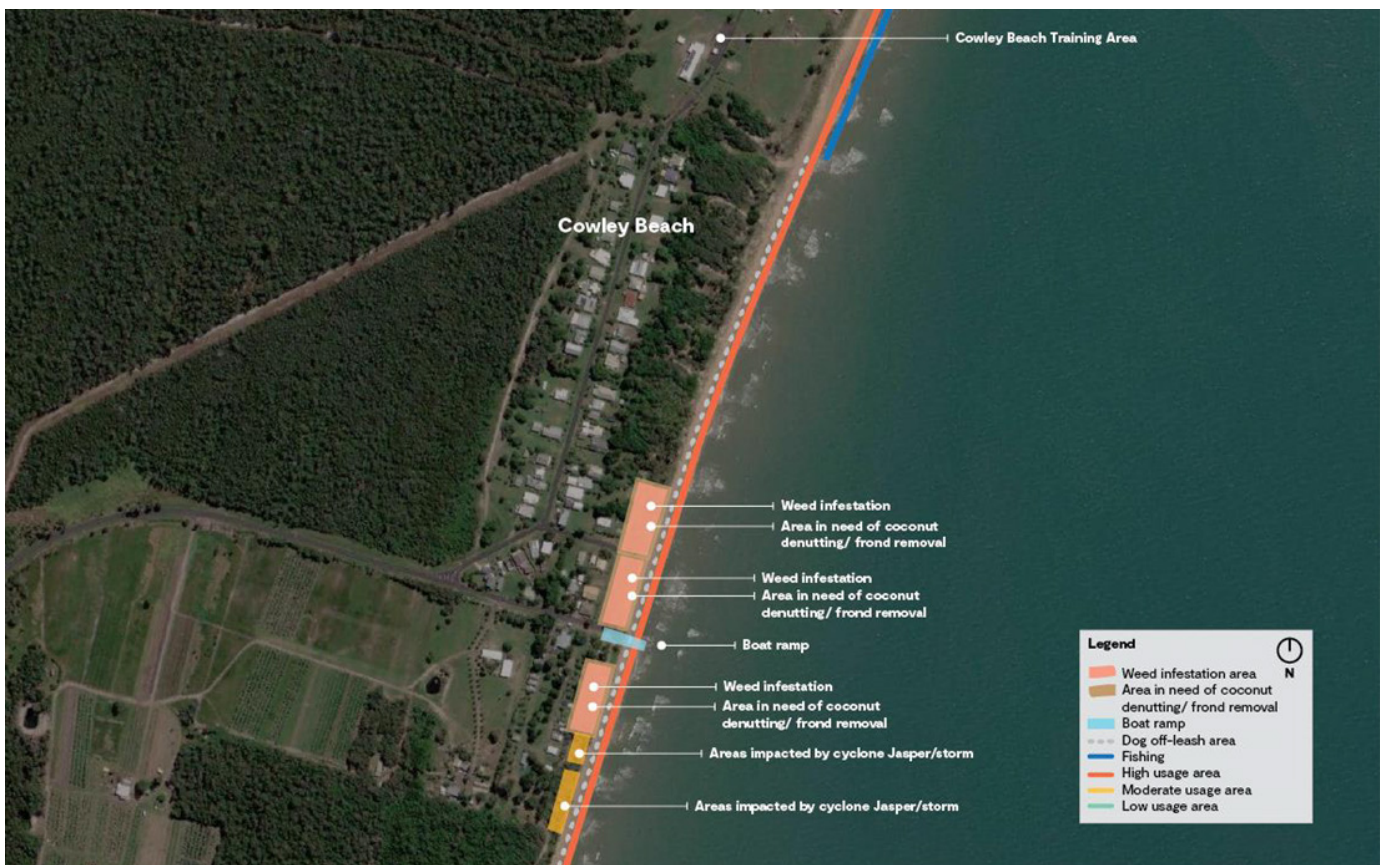 Cowley Beach Training Area
Cowley Beach
Weed infestation
Area in need of coconut
denutting/ frond removal
Weed infestation
Area in need of coconut
denutting/ frond removal
Boat ramp
Weed infestation
Area in need of coconut
denutting/ frond removal
Areas impacted by cyclone Jasper/storm
Areas impacted by cyclone Jasper/storm
Legend
N
Weed infestation area
Area in need of coconut
denutting/ frond removal
Boat ramp
Dog off-leash area
Fishing
High usage area
Moderate usage area
Low usage area